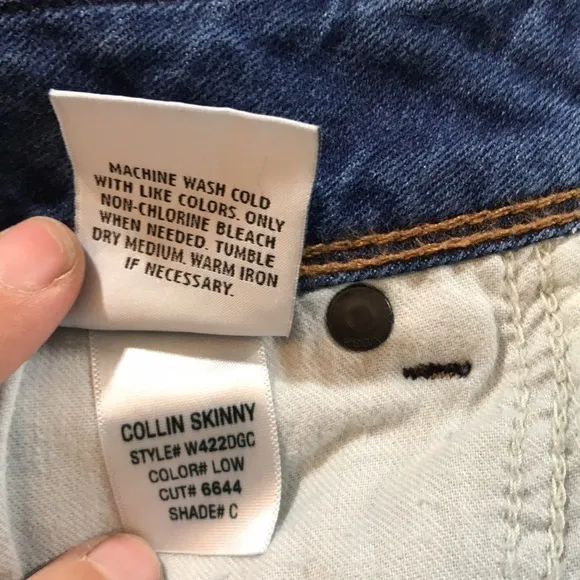 MACHINE WASH COLD
WITH LIKE COLORS. ONLY
NON-CHLORINE BLEACH
WHEN NEEDED. TUMBLE
DRY MEDIUM. WARM IRON
IF NECESSARY.
COLLIN SKINNY
STYLE# W422DGC
COLOR# LOW
CUT# 6644
SHADE# C